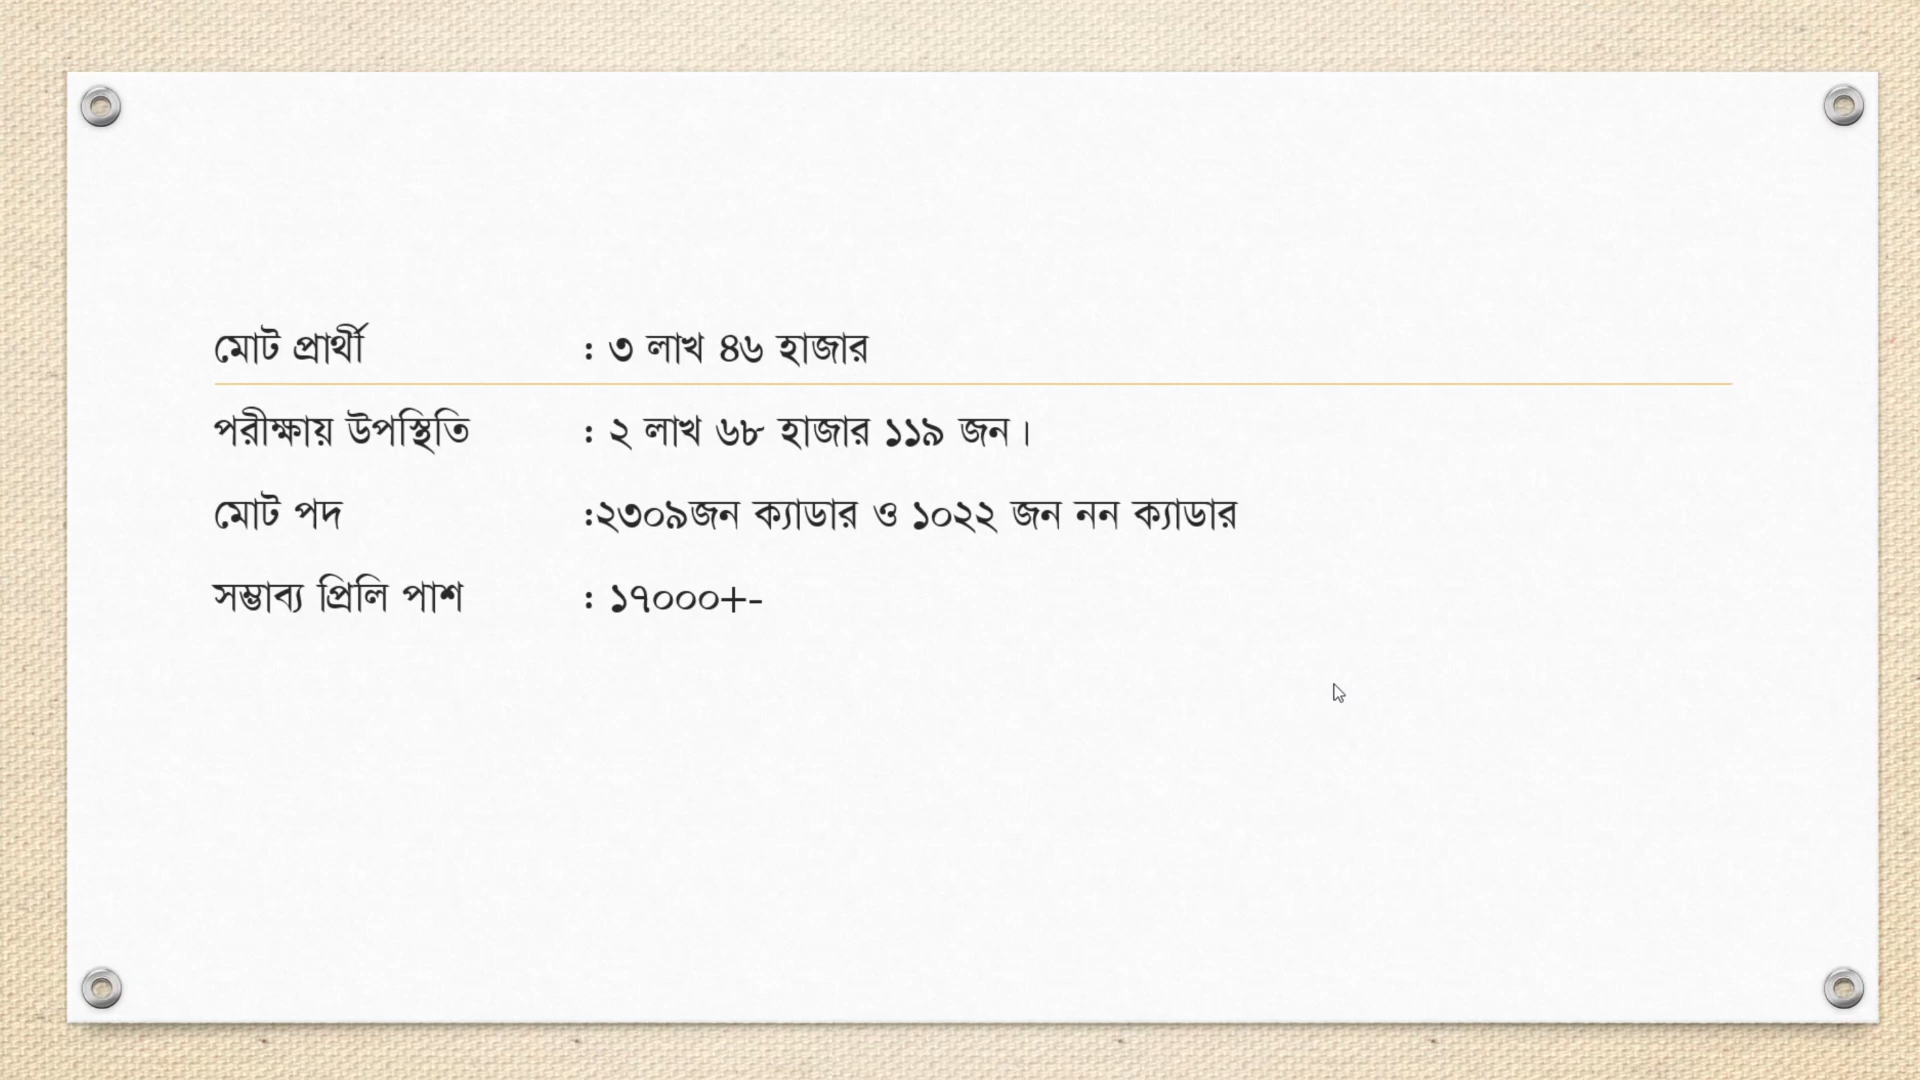 মোট প্রার্থী : ৩ লাখ ৪৬ হাজার
পরীক্ষায় উপস্থিতি : ২ লাখ ৬৮ হাজার ১১৯ জন।
মোট পদ :২৩০৯জন ক্যাডার ও ১০২২ জন নন ক্যাডার
সম্ভাব্য প্রিলি পাশ : ১৭০০০+-